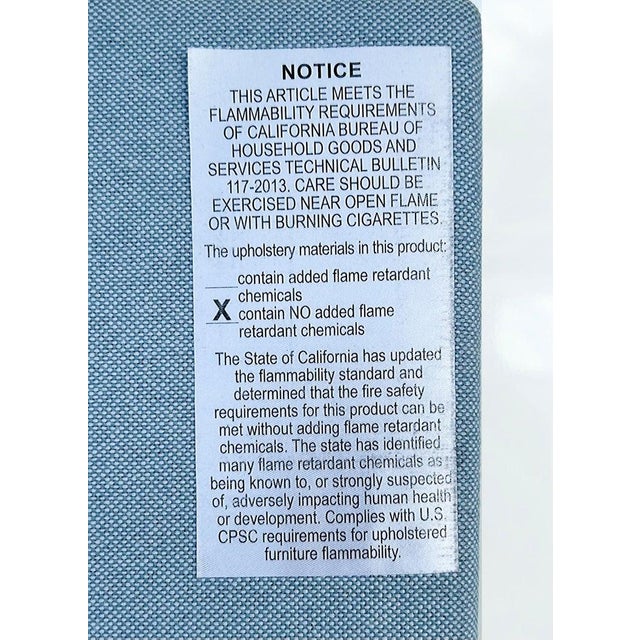 NOTICE
THIS ARTICLE MEETS THE
FLAMMABILITY REQUIREMENTS
OF CALIFORNIA BUREAU OF
HOUSEHOLD GOODS AND
SERVICES TECHNICAL BULLETIN
117-2013. CARE SHOULD BE
EXERCISED NEAR OPEN FLAME
OR WITH BURNING CIGARETTES.
The upholstery materials in this product:
__contain added flame retardant
chemicals
X contain NO added flame
retardant chemicals
The State of California has updated
the flammability standard and
determined that the fire safety
requirements for this product can be
met without adding flame retardant
chemicals. The state has identified
many flame retardant chemicals as
being known to, or strongly suspected
of, adversely impacting human health
or development. Complies with U.S.
CPSC requirements for upholstered
furniture flammability.